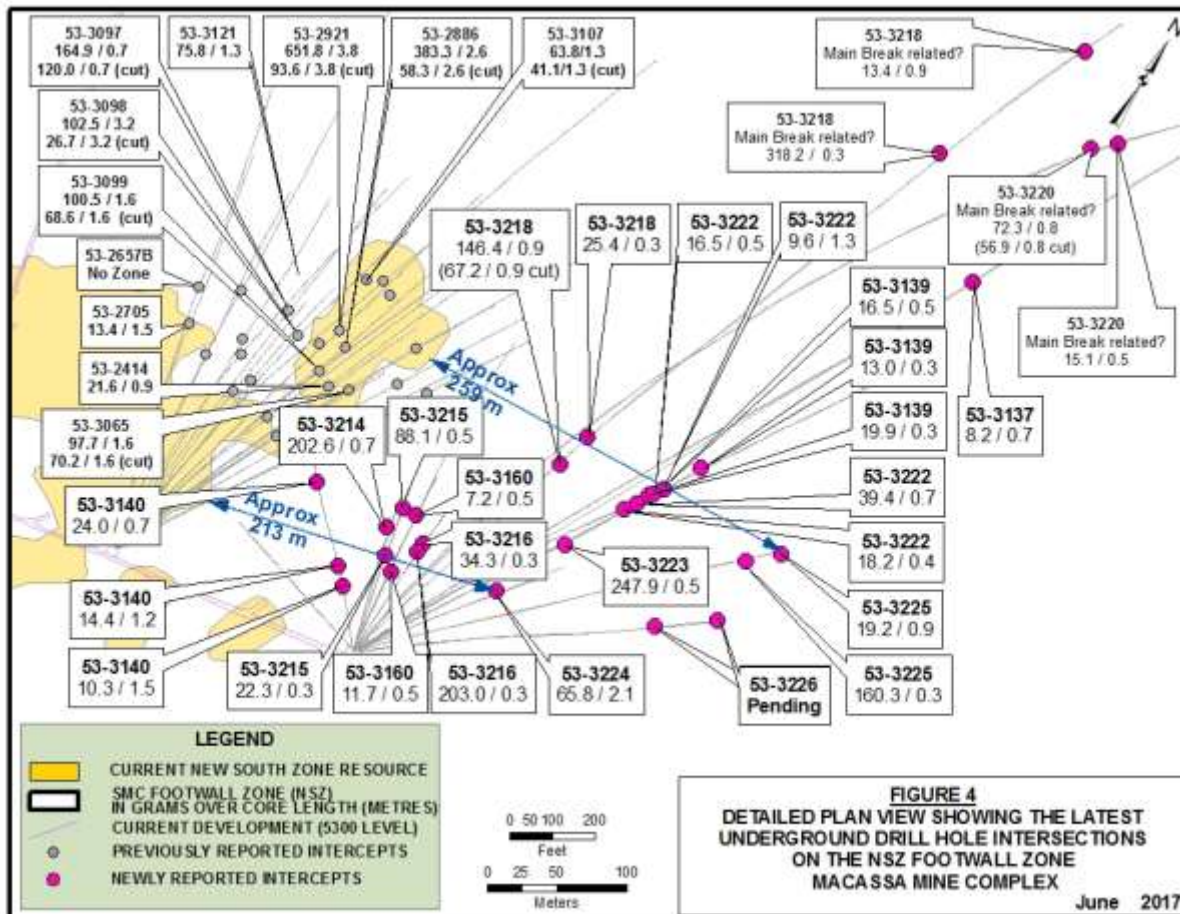 53-3097
164.9 / 0.7
120.0 / 0.7 (cut)
53-3121
75.8 / 1.3
53-2921
651.8 / 3.8
93.6 / 3.8 (cut)
53-2886
383.3 / 2.6
58.3 / 2.6 (cut)
53-3107
63.8/1.3
41.1/1.3 (cut)
53-3218
Main Break related?
13.4 / 0.9
N
53-3098
102.5 / 3.2
26.7 / 3.2 (cut)
53-3218
Main Break related?
318.2 / 0.3
53-3099
100.5 / 1.6
68.6 / 1.6 (cut)
53-3220
Main Break related?
72.3 / 0.8
(56.9 / 0.8 cut)
53-3218
146.4 / 0.9
(67.2 / 0.9 cut)
53-3218
25.4 / 0.3
53-3222
16.5 / 0.5
53-3222
9.6 / 1.3
53-2657B
No Zone
53-3139
16.5 / 0.5
53-2705
13.4 / 1.5
53-3220
Main Break related?
15.1 / 0.5
53-3139
13.0 / 0.3
53-2414
21.6 / 0.9
Approx
259 m
53-3137
8.2 / 0.7
53-3139
19.9 / 0.3
53-3065
97.7 / 1.6
70.2 / 1.6 (cut)
53-3214
202.6 / 0.7
53-3215
88.1 / 0.5
53-3160
7.2 / 0.5
53-3222
39.4 / 0.7
53-3140
24.0 / 0.7
Approx
213 m
53-3216
34.3 / 0.3
53-3223
247.9 / 0.5
53-3222
18.2 / 0.4
53-3140
14.4 / 1.2
53-3225
19.2 / 0.9
53-3140
10.3 / 1.5
53-3215
22.3 / 0.3
53-3160
11.7 / 0.5
53-3216
203.0 / 0.3
53-3224
65.8 / 2.1
53-3226
Pending
53-3225
160.3 / 0.3
LEGEND
CURRENT NEW SOUTH ZONE RESOURCE
SMC FOOTWALL ZONE (NSZ)
IN GRAMS OVER CORE LENGTH (METRES)
CURRENT DEVELOPMENT (5300 LEVEL)
PREVIOUSLY REPORTED INTERCEPTS
NEWLY REPORTED INTERCEPTS
0 50 100 200
Feet
0 25 50 100
Meters
FIGURE 4
DETAILED PLAN VIEW SHOWING THE LATEST
UNDERGROUND DRILL HOLE INTERSECTIONS
ON THE NSZ FOOTWALL ZONE
MACASSA MINE COMPLEX
June 2017